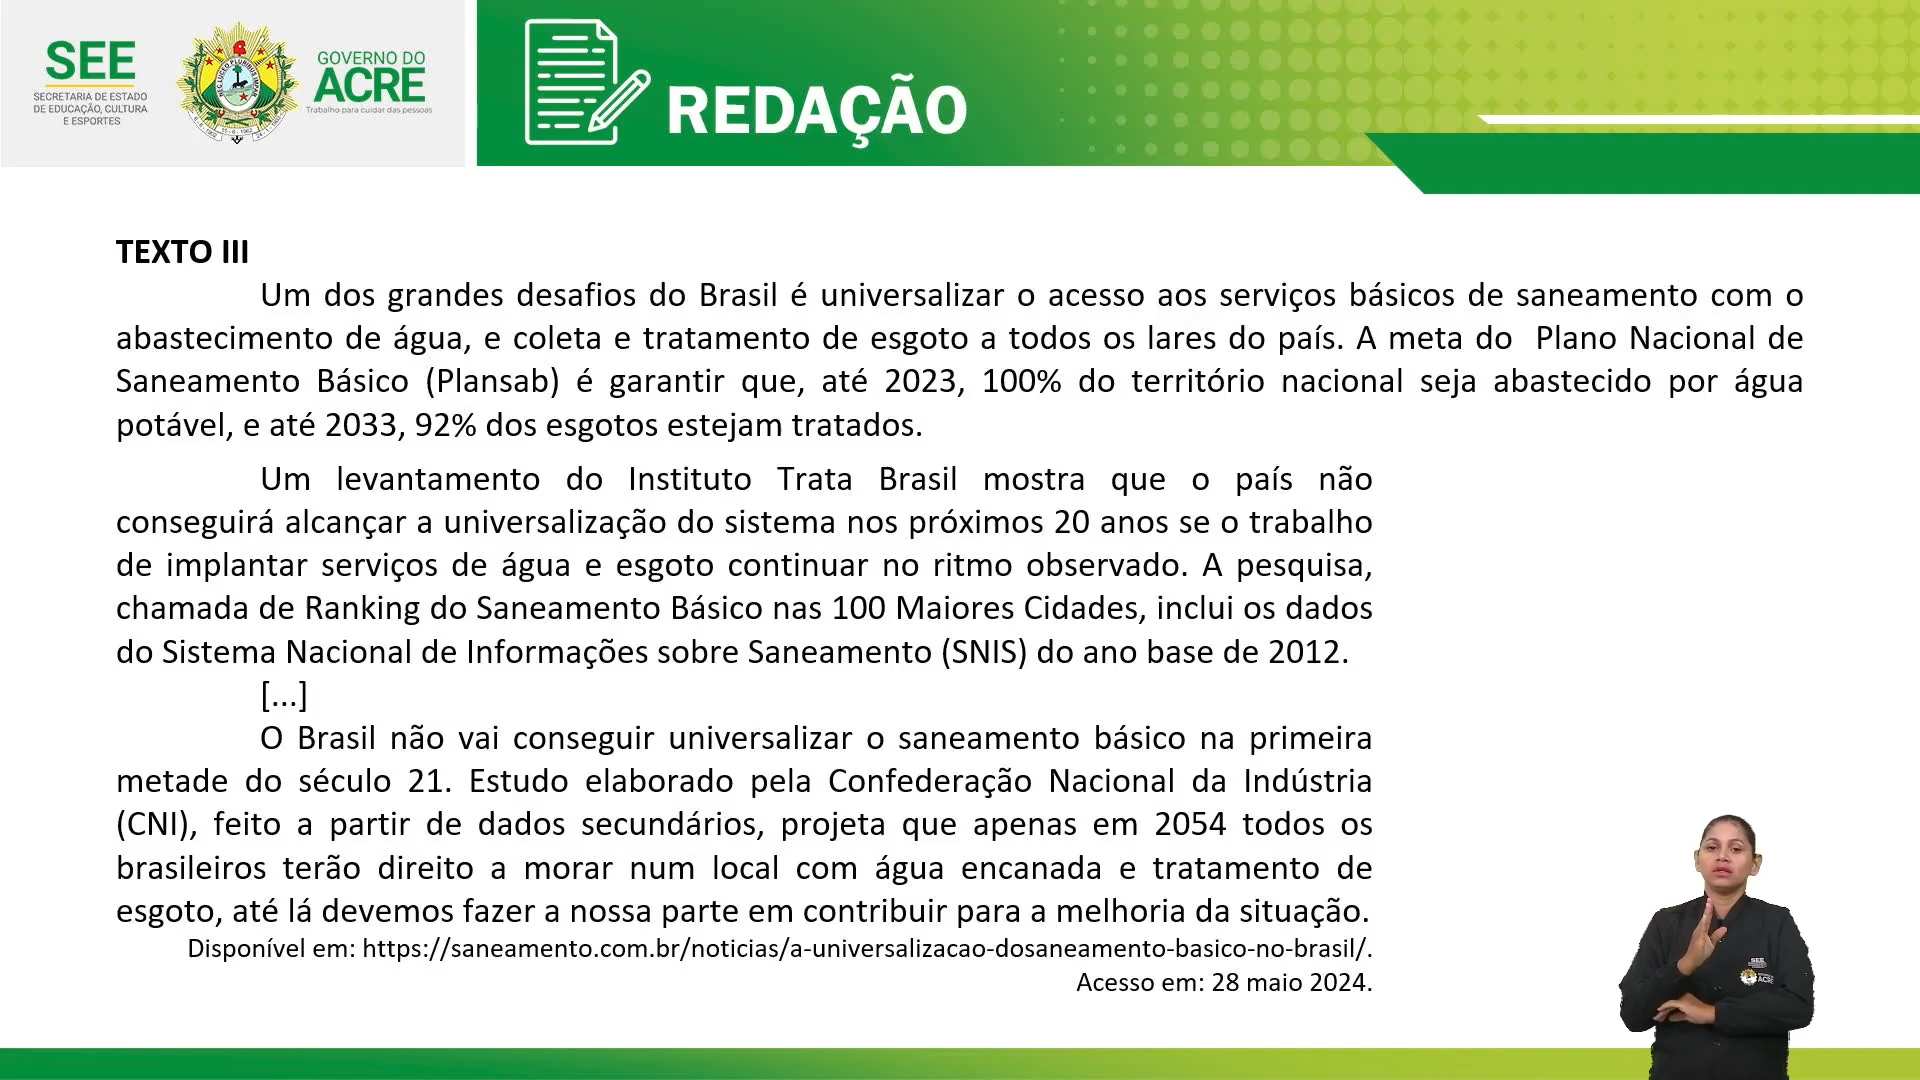 SEE
SECRETARIA DE ESTADO
DE EDUCAÇÃO, CULTURA
E ESPORTES
GOVERNO DO
ACRE
Trabalho para cuidar das pessoas
REDAÇÃO
TEXTO III
Um dos grandes desafios do Brasil é universalizar o acesso aos serviços básicos de saneamento com o
abastecimento de água, e coleta e tratamento de esgoto a todos os lares do país. A meta do Plano Nacional de
Saneamento Básico (Plansab) é garantir que, até 2023, 100% do território nacional seja abastecido por água
potável, e até 2033, 92% dos esgotos estejam tratados.
Um levantamento do Instituto Trata Brasil mostra que o país não
conseguirá alcançar a universalização do sistema nos próximos 20 anos se o trabalho
de implantar serviços de água e esgoto continuar no ritmo observado. A pesquisa,
chamada de Ranking do Saneamento Básico nas 100 Maiores Cidades, inclui os dados
do Sistema Nacional de Informações sobre Saneamento (SNIS) do ano base de 2012.
[...]
O Brasil não vai conseguir universalizar o saneamento básico na primeira
metade do século 21. Estudo elaborado pela Confederação Nacional da Indústria
(CNI), feito a partir de dados secundários, projeta que apenas em 2054 todos os
brasileiros terão direito a morar num local com água encanada e tratamento de
esgoto, até lá devemos fazer a nossa parte em contribuir para a melhoria da situação.
Disponível em: https://saneamento.com.br/noticias/a-universalizacao-dosaneamento-basico-no-brasil/.
Acesso em: 28 maio 2024.
SEE
ACRE